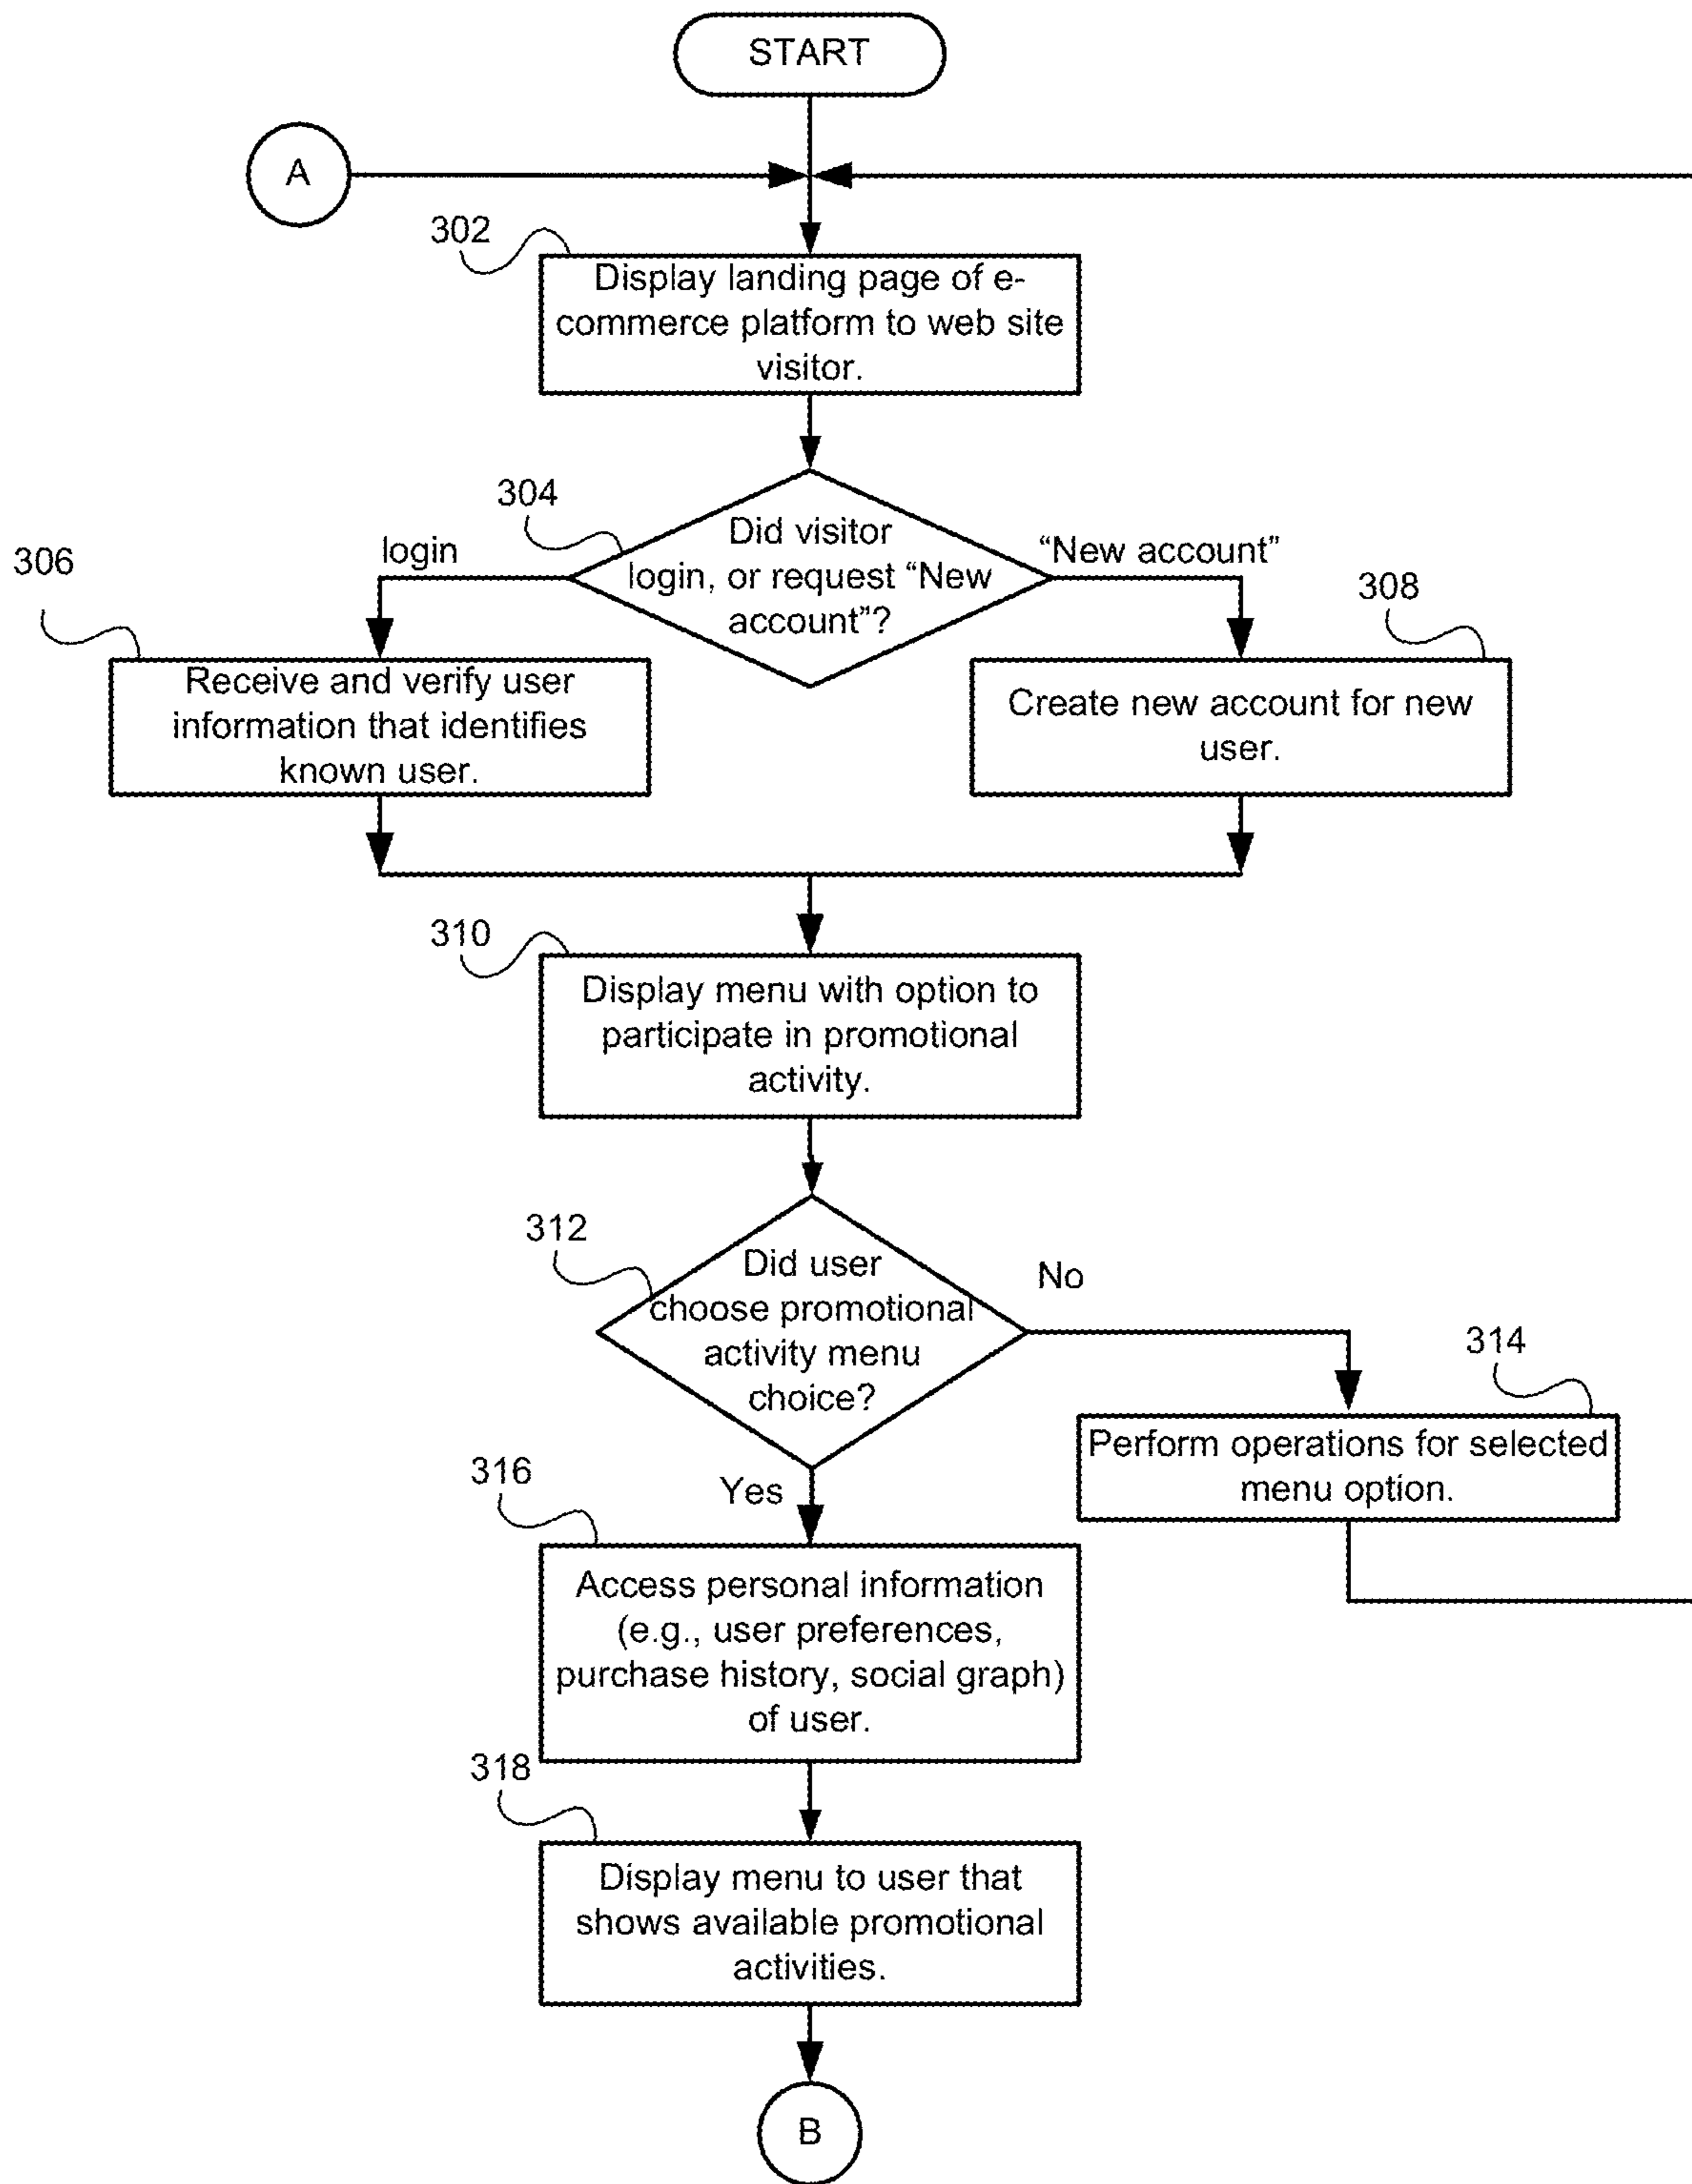 START
A
302
Display landing page of e-
commerce platform to web site
visitor.
304
Did visitor
login, or request “New
account”?
login
“New account”
306
Receive and verify user
information that identifies
known user.
308
Create new account for new
user.
310
Display menu with option to
participate in promotional
activity.
312
Did user
choose promotional
activity menu
choice?
No
314
Perform operations for selected
menu option.
Yes
316
Access personal information
(e.g., user preferences,
purchase history, social graph)
of user.
318
Display menu to user that
shows available promotional
activities.
B